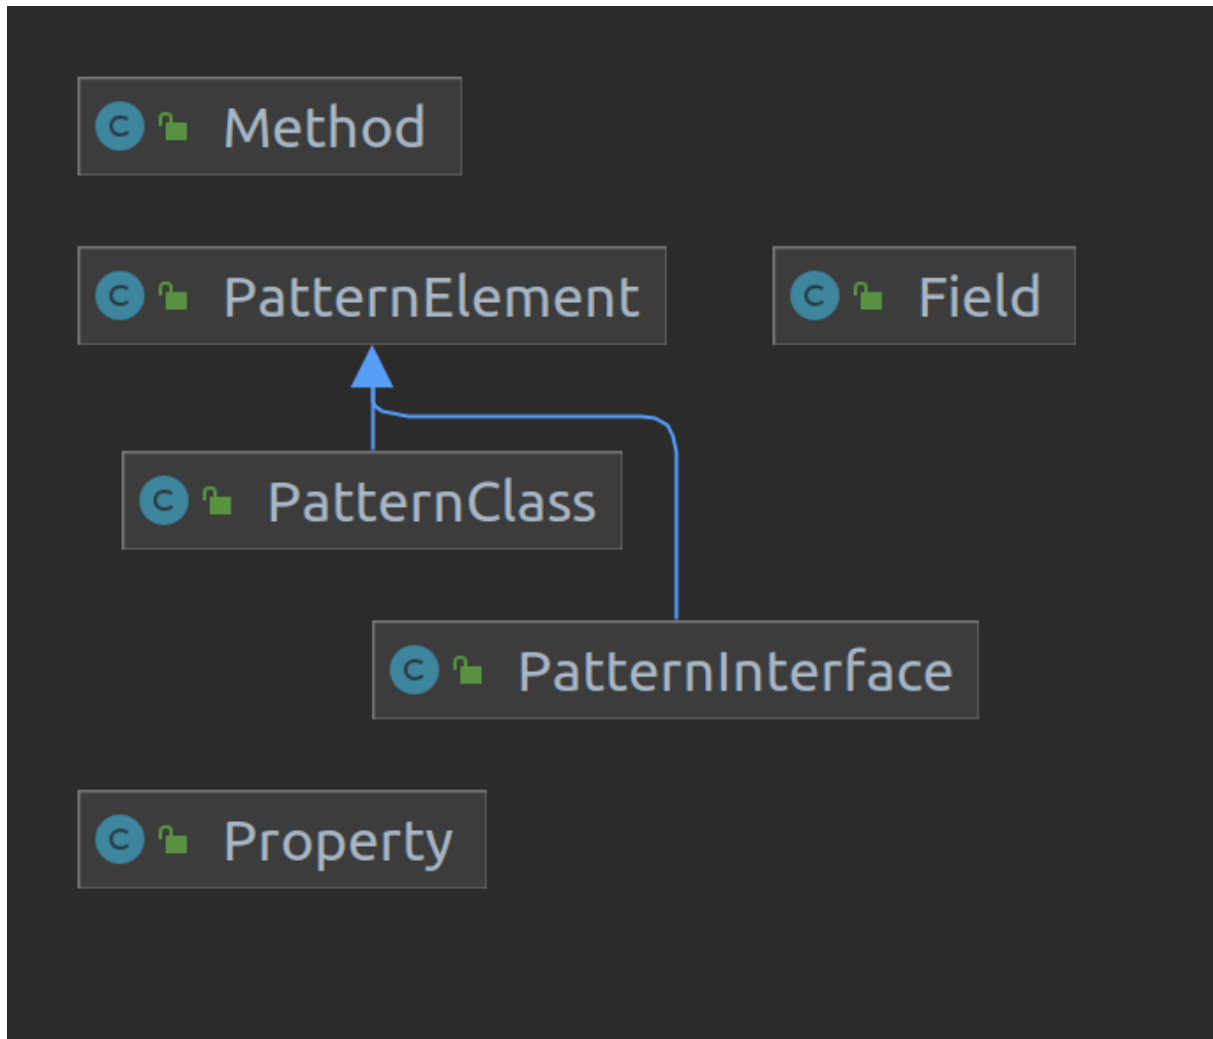 C Method
C PatternElement
C Field
C PatternClass
C PatternInterface
C Property